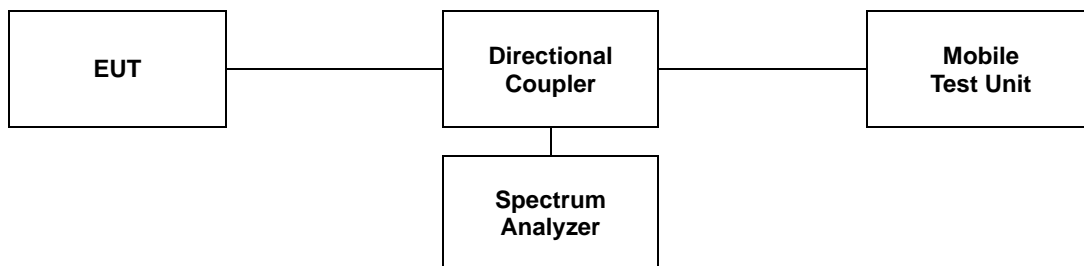 EUT
Directional
Coupler
Mobile
Test Unit
Spectrum
Analyzer